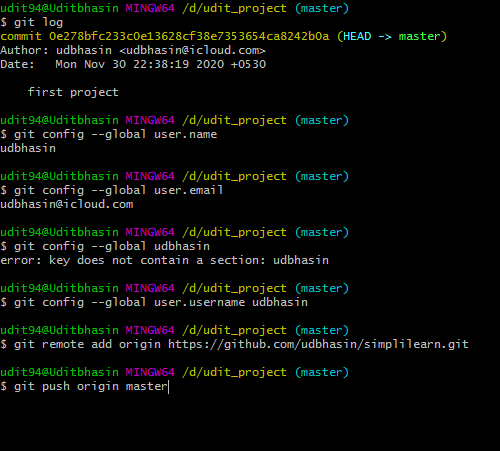 udit94@Uditbhasin MINGW64 /d/udit_project (master)
$ git log
commit 0e278bfc233c0e13628cf38e7353654ca8242b0a (HEAD -> master)
Author: udbhasin <udbhasin@icloud.com>
Date:   Mon Nov 30 22:38:19 2020 +0530
    first project
udit94@Uditbhasin MINGW64 /d/udit_project (master)
$ git config --global user.name
udbhasin
udit94@Uditbhasin MINGW64 /d/udit_project (master)
$ git config --global user.email
udbhasin@icloud.com
udit94@Uditbhasin MINGW64 /d/udit_project (master)
$ git config --global udbhasin
error: key does not contain a section: udbhasin
udit94@Uditbhasin MINGW64 /d/udit_project (master)
$ git config --global user.username udbhasin
udit94@Uditbhasin MINGW64 /d/udit_project (master)
$ git remote add origin https://github.com/udbhasin/simplilearn.git
udit94@Uditbhasin MINGW64 /d/udit_project (master)
$ git push origin master